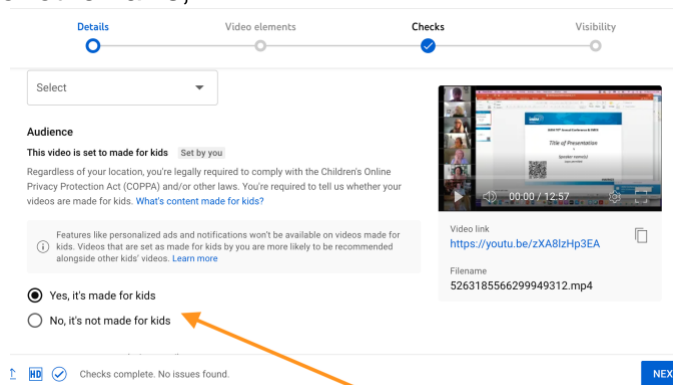 Details Video elements Checks Visibility
Select
Audience
This video is set to made for kids Set by you
Regardless of your location, you're legally required to comply with the Children's Online
Privacy Protection Act (COPPA) and/or other laws. You're required to tell us whether your
videos are made for kids. What's content made for kids?
Features like personalized ads and notifications won't be available on videos made for
kids. Videos that are set as made for kids by you are more likely to be recommended
alongside other kids' videos. Learn more
Yes, it's made for kids
No, it's not made for kids
Title of Presentation
00:00 / 12:57
Video link
https://youtu.be/zXA8lzHp3EA
Filename
5263185566299949312.mp4
HD Checks complete. No issues found.
NEX